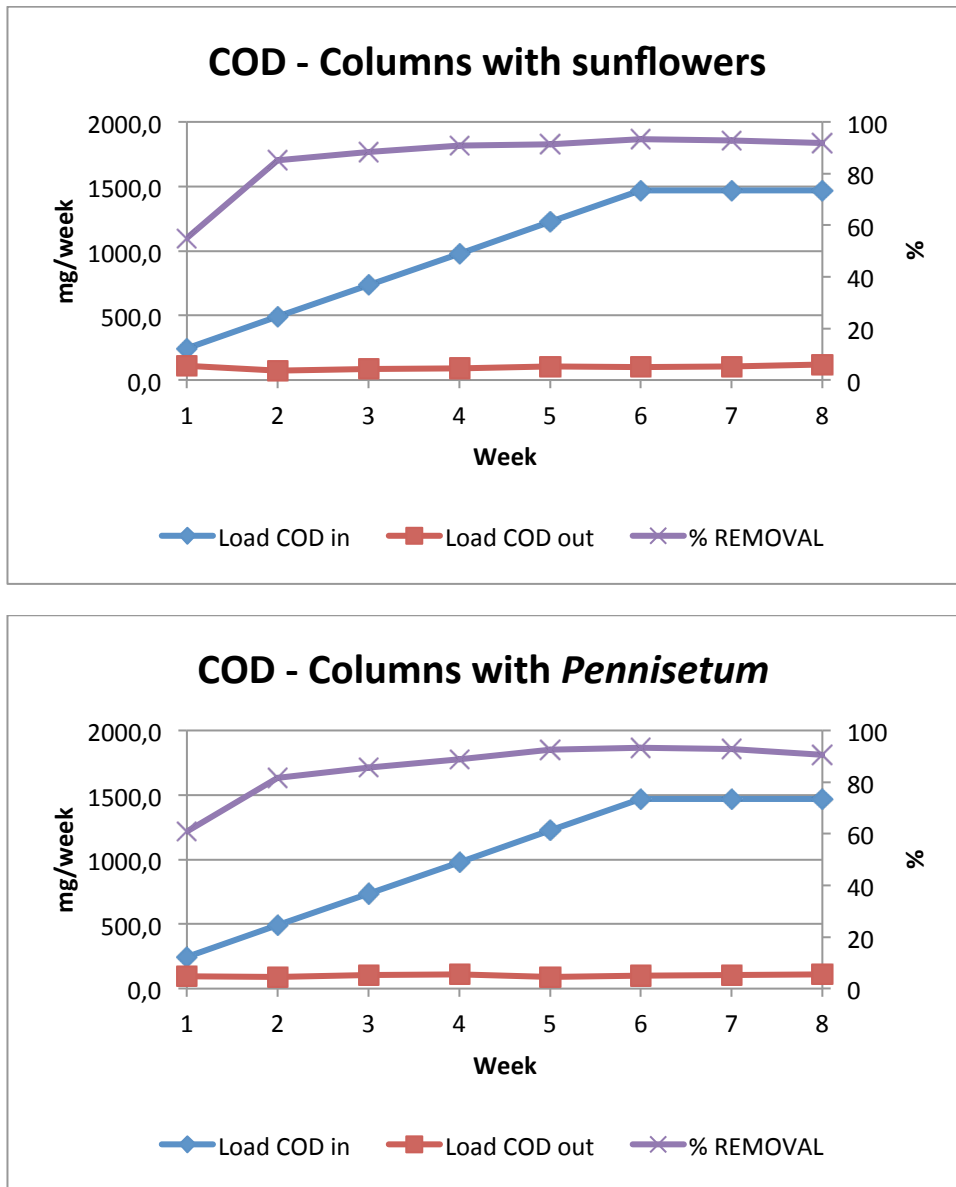 COD - Columns with sunflowers
2000,0
1500,0
1000,0
500,0
0,0
mg/week
100
80
60
40
20
0
%
1 2 3 4 5 6 7 8
Week
Load COD in Load COD out % REMOVAL
COD - Columns with Pennisetum
2000,0
1500,0
1000,0
500,0
0,0
mg/week
100
80
60
40
20
0
%
1 2 3 4 5 6 7 8
Week
Load COD in Load COD out % REMOVAL